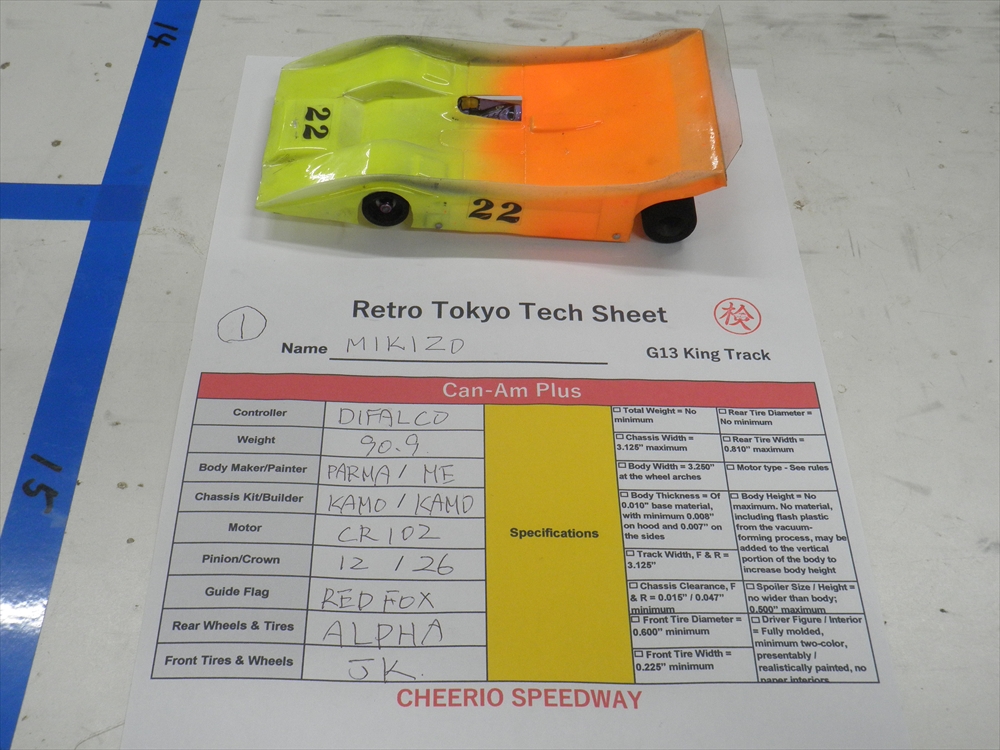 14
22
22
Retro Tokyo Tech Sheet
検
1
Name MIKIZO
G13 King Track
Can-Am Plus
Controller DIFALCO
Weight 90.9
Body Maker/Painter PARMA / ME
Chassis Kit/Builder KAMO / KAMO
Motor CR102
Pinion/Crown 12 / 26
Guide Flag RED FOX
Rear Wheels & Tires ALPHA
Front Tires & Wheels JK.
Specifications
Total Weight = No
minimum
Chassis Width =
3.125" maximum
Body Width = 3.250"
at the wheel arches
Body Thickness = Of
0.010" base material,
with minimum 0.008"
on hood and 0.007" on
the sides
Track Width, F & R =
3.125"
Chassis Clearance, F
& R = 0.015" / 0.047"
minimum
Front Tire Diameter =
0.600" minimum
Front Tire Width =
0.225" minimum
Rear Tire Diameter =
No minimum
Rear Tire Width =
0.810" maximum
Motor type - See rules
Body Height = No
maximum. No material,
including flash plastic
from the vacuum-
forming process, may be
added to the vertical
portion of the body to
increase body height
Spoiler Size / Height =
no wider than body;
0.500" maximum
Driver Figure / Interior
= Fully molded,
minimum two-color,
presentably /
realistically painted, no
paper interiors
CHEERIO SPEEDWAY
15